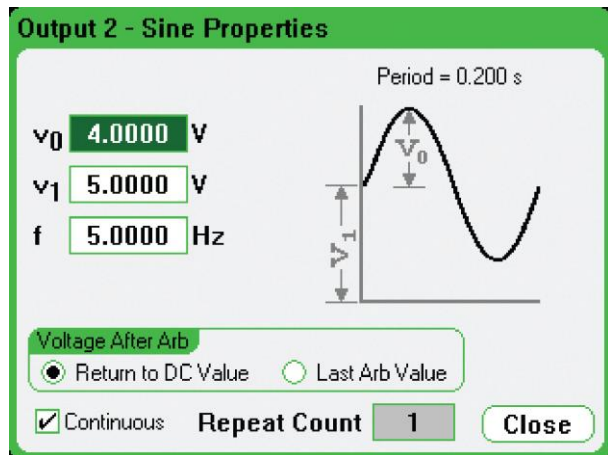 Output 2 - Sine Properties
Period = 0.200 s
V0 4.0000 V
V0
V1 5.0000 V
f 5.0000 Hz
V1
Voltage After Arb
Return to DC Value Last Arb Value
Continuous Repeat Count 1 Close